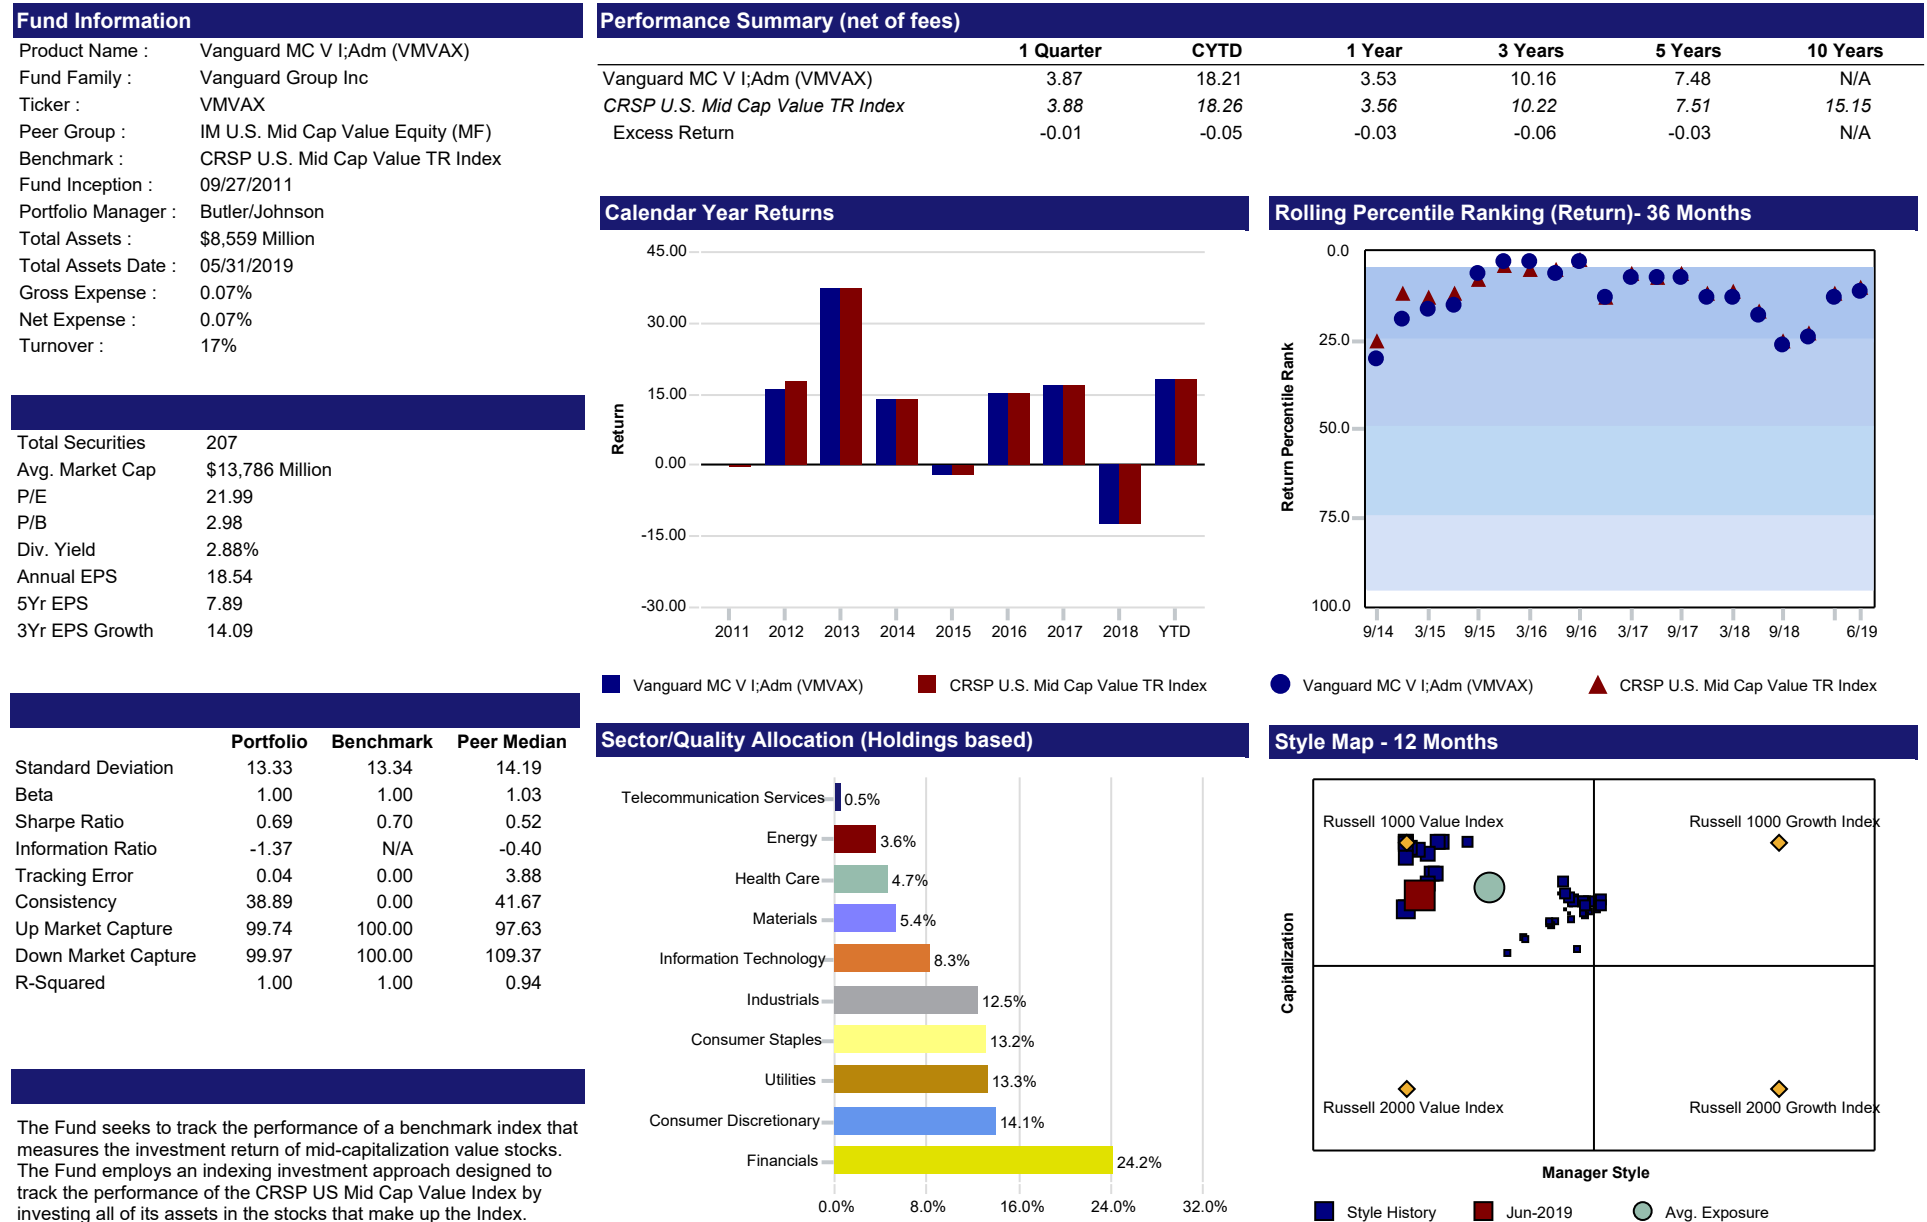 Fund Information
Product Name : Vanguard MC V I;Adm (VMVAX)
Fund Family : Vanguard Group Inc
Ticker : VMVAX
Peer Group : IM U.S. Mid Cap Value Equity (MF)
Benchmark : CRSP U.S. Mid Cap Value TR Index
Fund Inception : 09/27/2011
Portfolio Manager : Butler/Johnson
Total Assets : $8,559 Million
Total Assets Date : 05/31/2019
Gross Expense : 0.07%
Net Expense : 0.07%
Turnover : 17%
Total Securities 207
Avg. Market Cap $13,786 Million
P/E 21.99
P/B 2.98
Div. Yield 2.88%
Annual EPS 18.54
5Yr EPS 7.89
3Yr EPS Growth 14.09
Portfolio Benchmark Peer Median
Standard Deviation 13.33 13.34 14.19
Beta 1.00 1.00 1.03
Sharpe Ratio 0.69 0.70 0.52
Information Ratio -1.37 N/A -0.40
Tracking Error 0.04 0.00 3.88
Consistency 38.89 0.00 41.67
Up Market Capture 99.74 100.00 97.63
Down Market Capture 99.97 100.00 109.37
R-Squared 1.00 1.00 0.94
The Fund seeks to track the performance of a benchmark index that
measures the investment return of mid-capitalization value stocks.
The Fund employs an indexing investment approach designed to
track the performance of the CRSP US Mid Cap Value Index by
investing all of its assets in the stocks that make up the Index.
Performance Summary (net of fees)
1 Quarter CYTD 1 Year 3 Years 5 Years 10 Years
Vanguard MC V I;Adm (VMVAX) 3.87 18.21 3.53 10.16 7.48 N/A
CRSP U.S. Mid Cap Value TR Index 3.88 18.26 3.56 10.22 7.51 15.15
Excess Return -0.01 -0.05 -0.03 -0.06 -0.03 N/A
Calendar Year Returns
45.00
30.00
15.00
0.00
-15.00
-30.00
Return
2011 2012 2013 2014 2015 2016 2017 2018 YTD
Vanguard MC V I;Adm (VMVAX) CRSP U.S. Mid Cap Value TR Index
Rolling Percentile Ranking (Return)- 36 Months
0.0
25.0
50.0
75.0
100.0
Return Percentile Rank
9/14 3/15 9/15 3/16 9/16 3/17 9/17 3/18 9/18 6/19
Vanguard MC V I;Adm (VMVAX) CRSP U.S. Mid Cap Value TR Index
Sector/Quality Allocation (Holdings based)
Telecommunication Services 0.5%
Energy 3.6%
Health Care 4.7%
Materials 5.4%
Information Technology 8.3%
Industrials 12.5%
Consumer Staples 13.2%
Utilities 13.3%
Consumer Discretionary 14.1%
Financials 24.2%
0.0% 8.0% 16.0% 24.0% 32.0%
Style Map - 12 Months
Capitalization
Russell 1000 Value Index Russell 1000 Growth Index
Russell 2000 Value Index Russell 2000 Growth Index
Manager Style
Style History Jun-2019 Avg. Exposure